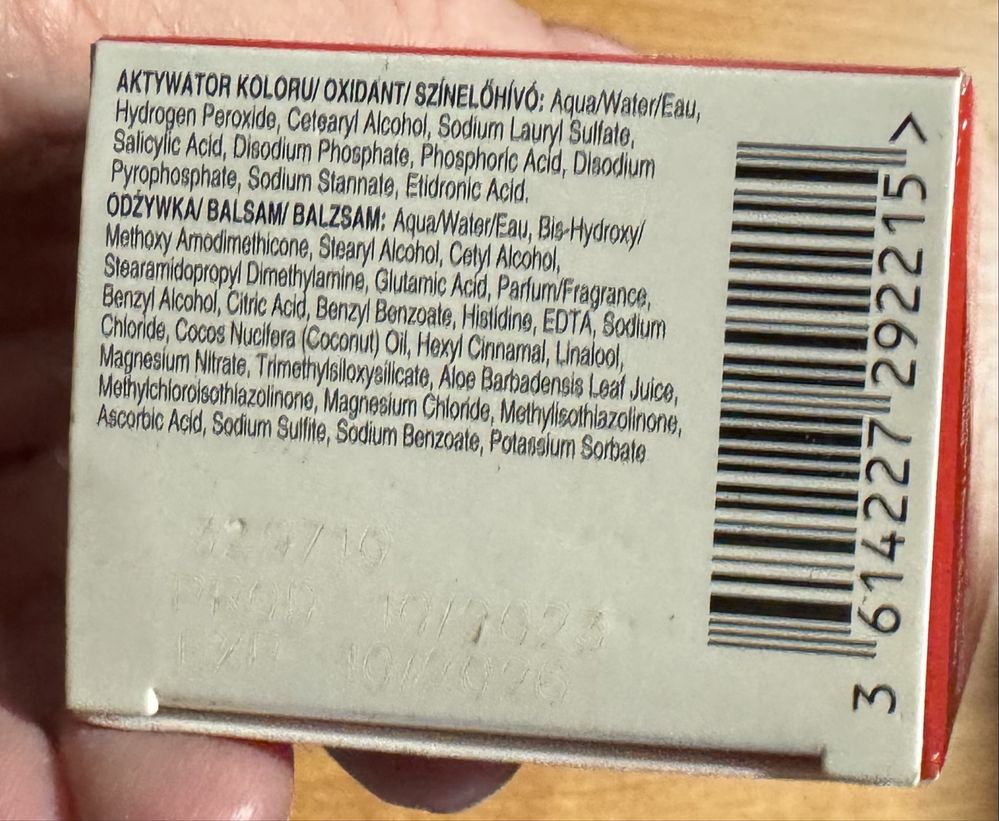 AKTYWATOR KOLORU/ OXIDANT/ SZÍNELŐHÍVÓ: Aqua/Water/Eau,
Hydrogen Peroxide, Cetearyl Alcohol, Sodium Lauryl Sulfate,
Salicylic Acid, Disodium Phosphate, Phosphoric Acid, Disodium
Pyrophosphate, Sodium Stannate, Etidronic Acid.
ODŻYWKA/ BALSAM/ BALZSAM: Aqua/Water/Eau, Bis-Hydroxy/
Methoxy Amodimethicone, Stearyl Alcohol, Cetyl Alcohol,
Stearamidopropyl Dimethylamine, Glutamic Acid, Parfum/Fragrance,
Benzyl Alcohol, Citric Acid, Benzyl Benzoate, Histidine, EDTA, Sodium
Chloride, Cocos Nucifera (Coconut) Oil, Hexyl Cinnamal, Linalool,
Magnesium Nitrate, Trimethylsiloxysilicate, Aloe Barbadensis Leaf Juice,
Methylchloroisothiazolinone, Magnesium Chloride, Methylisothiazolinone,
Ascorbic Acid, Sodium Sulfite, Sodium Benzoate, Potassium Sorbate
PROD 10/2023
EXP 10/2026
3 614227 292215 >